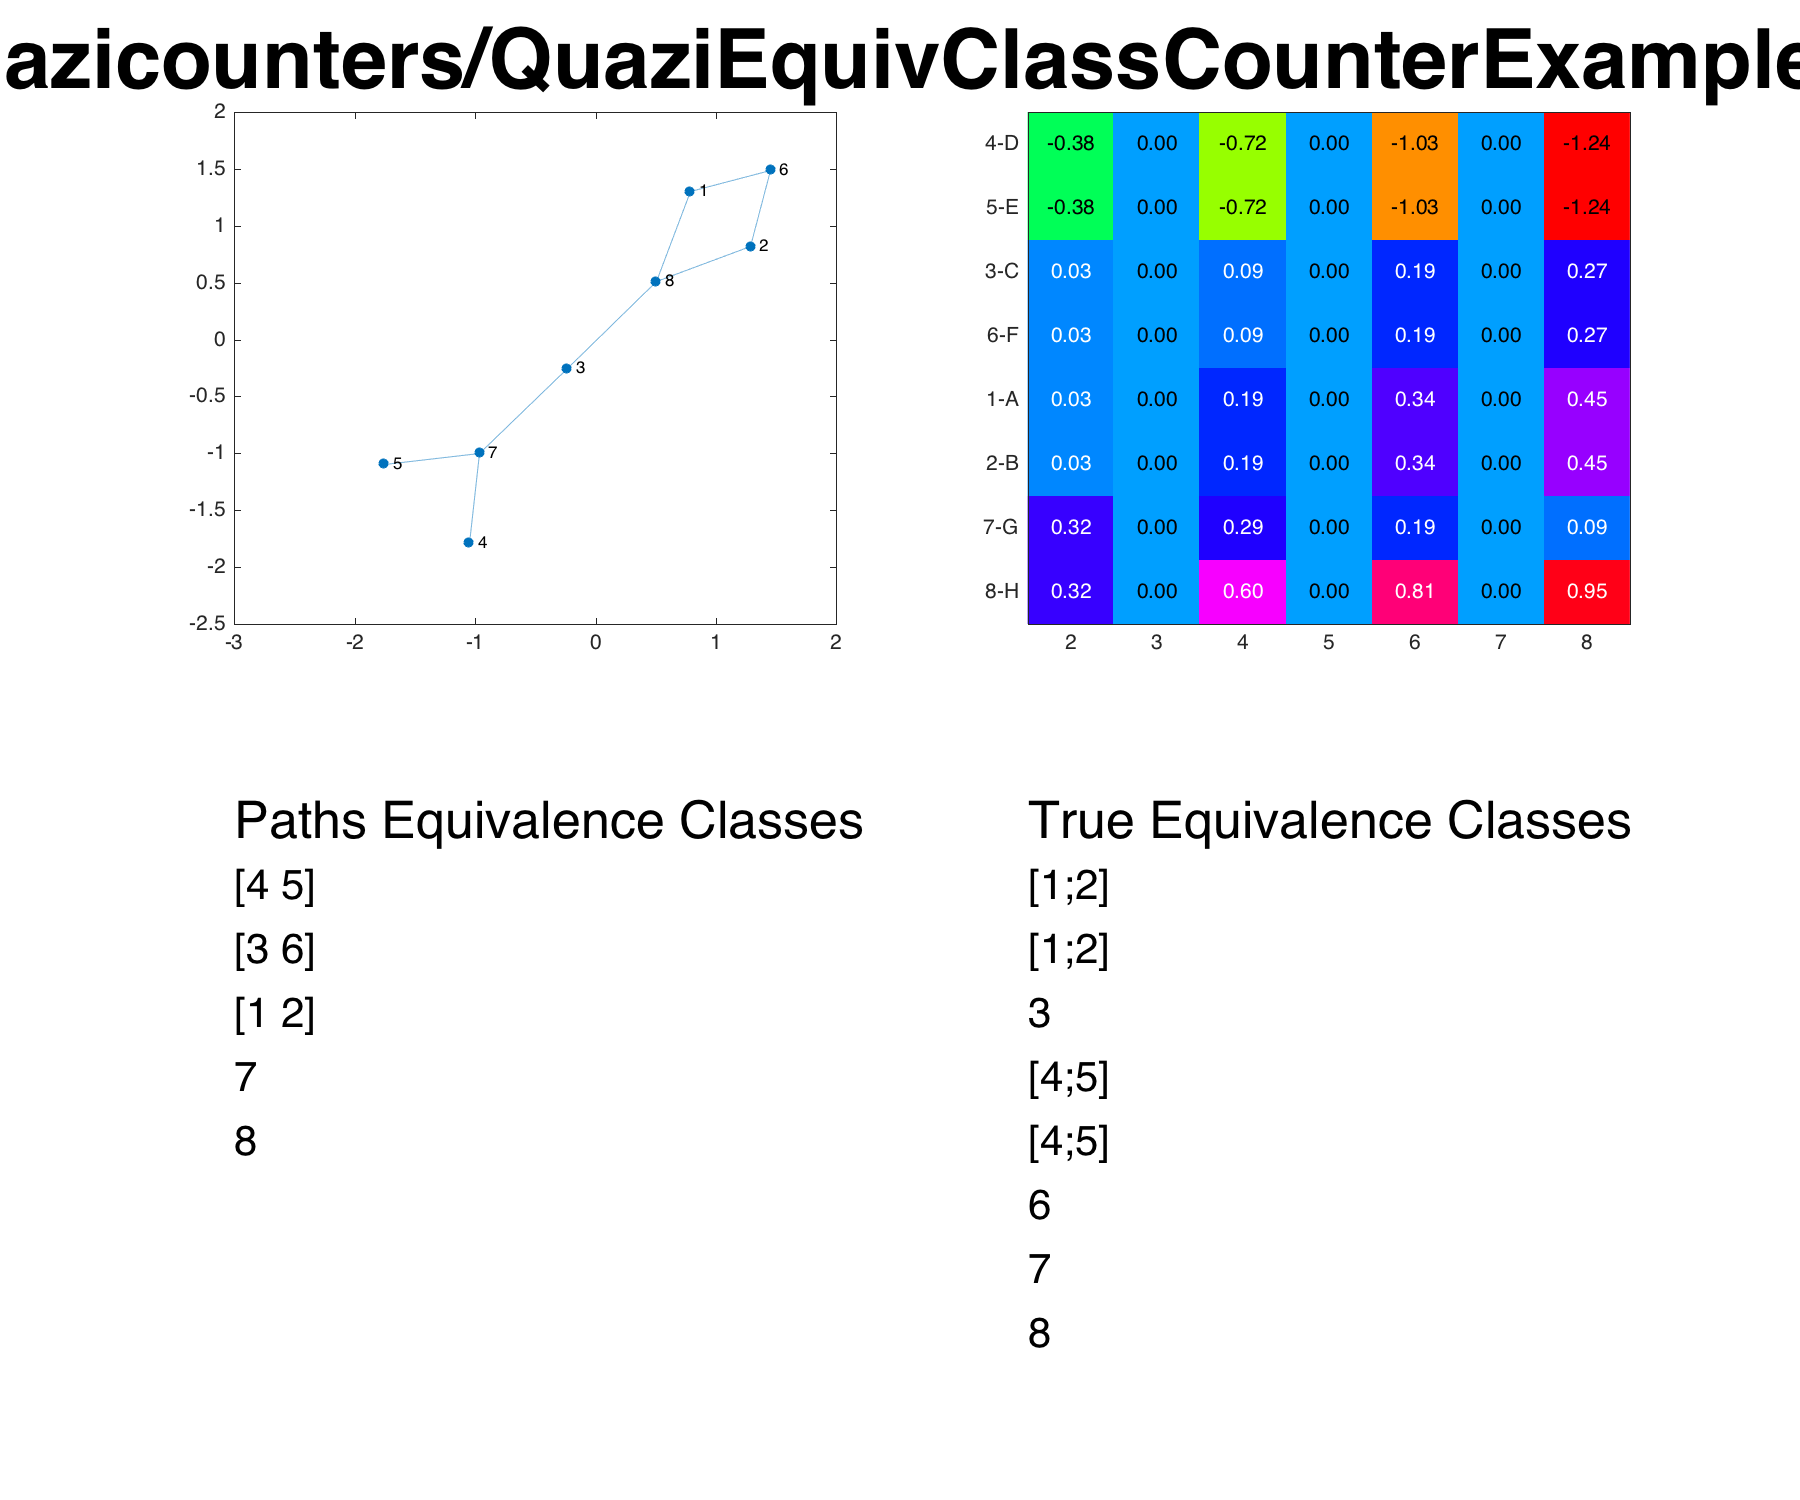 azicounters/QuaziEquivClassCounterExample
2
1.5
1
0.5
0
-0.5
-1
-1.5
-2
-2.5
-3 -2 -1 0 1 2
6
1
2
8
3
7
5
4
4-D -0.38 0.00 -0.72 0.00 -1.03 0.00 -1.24
5-E -0.38 0.00 -0.72 0.00 -1.03 0.00 -1.24
3-C 0.03 0.00 0.09 0.00 0.19 0.00 0.27
6-F 0.03 0.00 0.09 0.00 0.19 0.00 0.27
1-A 0.03 0.00 0.19 0.00 0.34 0.00 0.45
2-B 0.03 0.00 0.19 0.00 0.34 0.00 0.45
7-G 0.32 0.00 0.29 0.00 0.19 0.00 0.09
8-H 0.32 0.00 0.60 0.00 0.81 0.00 0.95
2 3 4 5 6 7 8
Paths Equivalence Classes
[4 5]
[3 6]
[1 2]
7
8
True Equivalence Classes
[1;2]
[1;2]
3
[4;5]
[4;5]
6
7
8